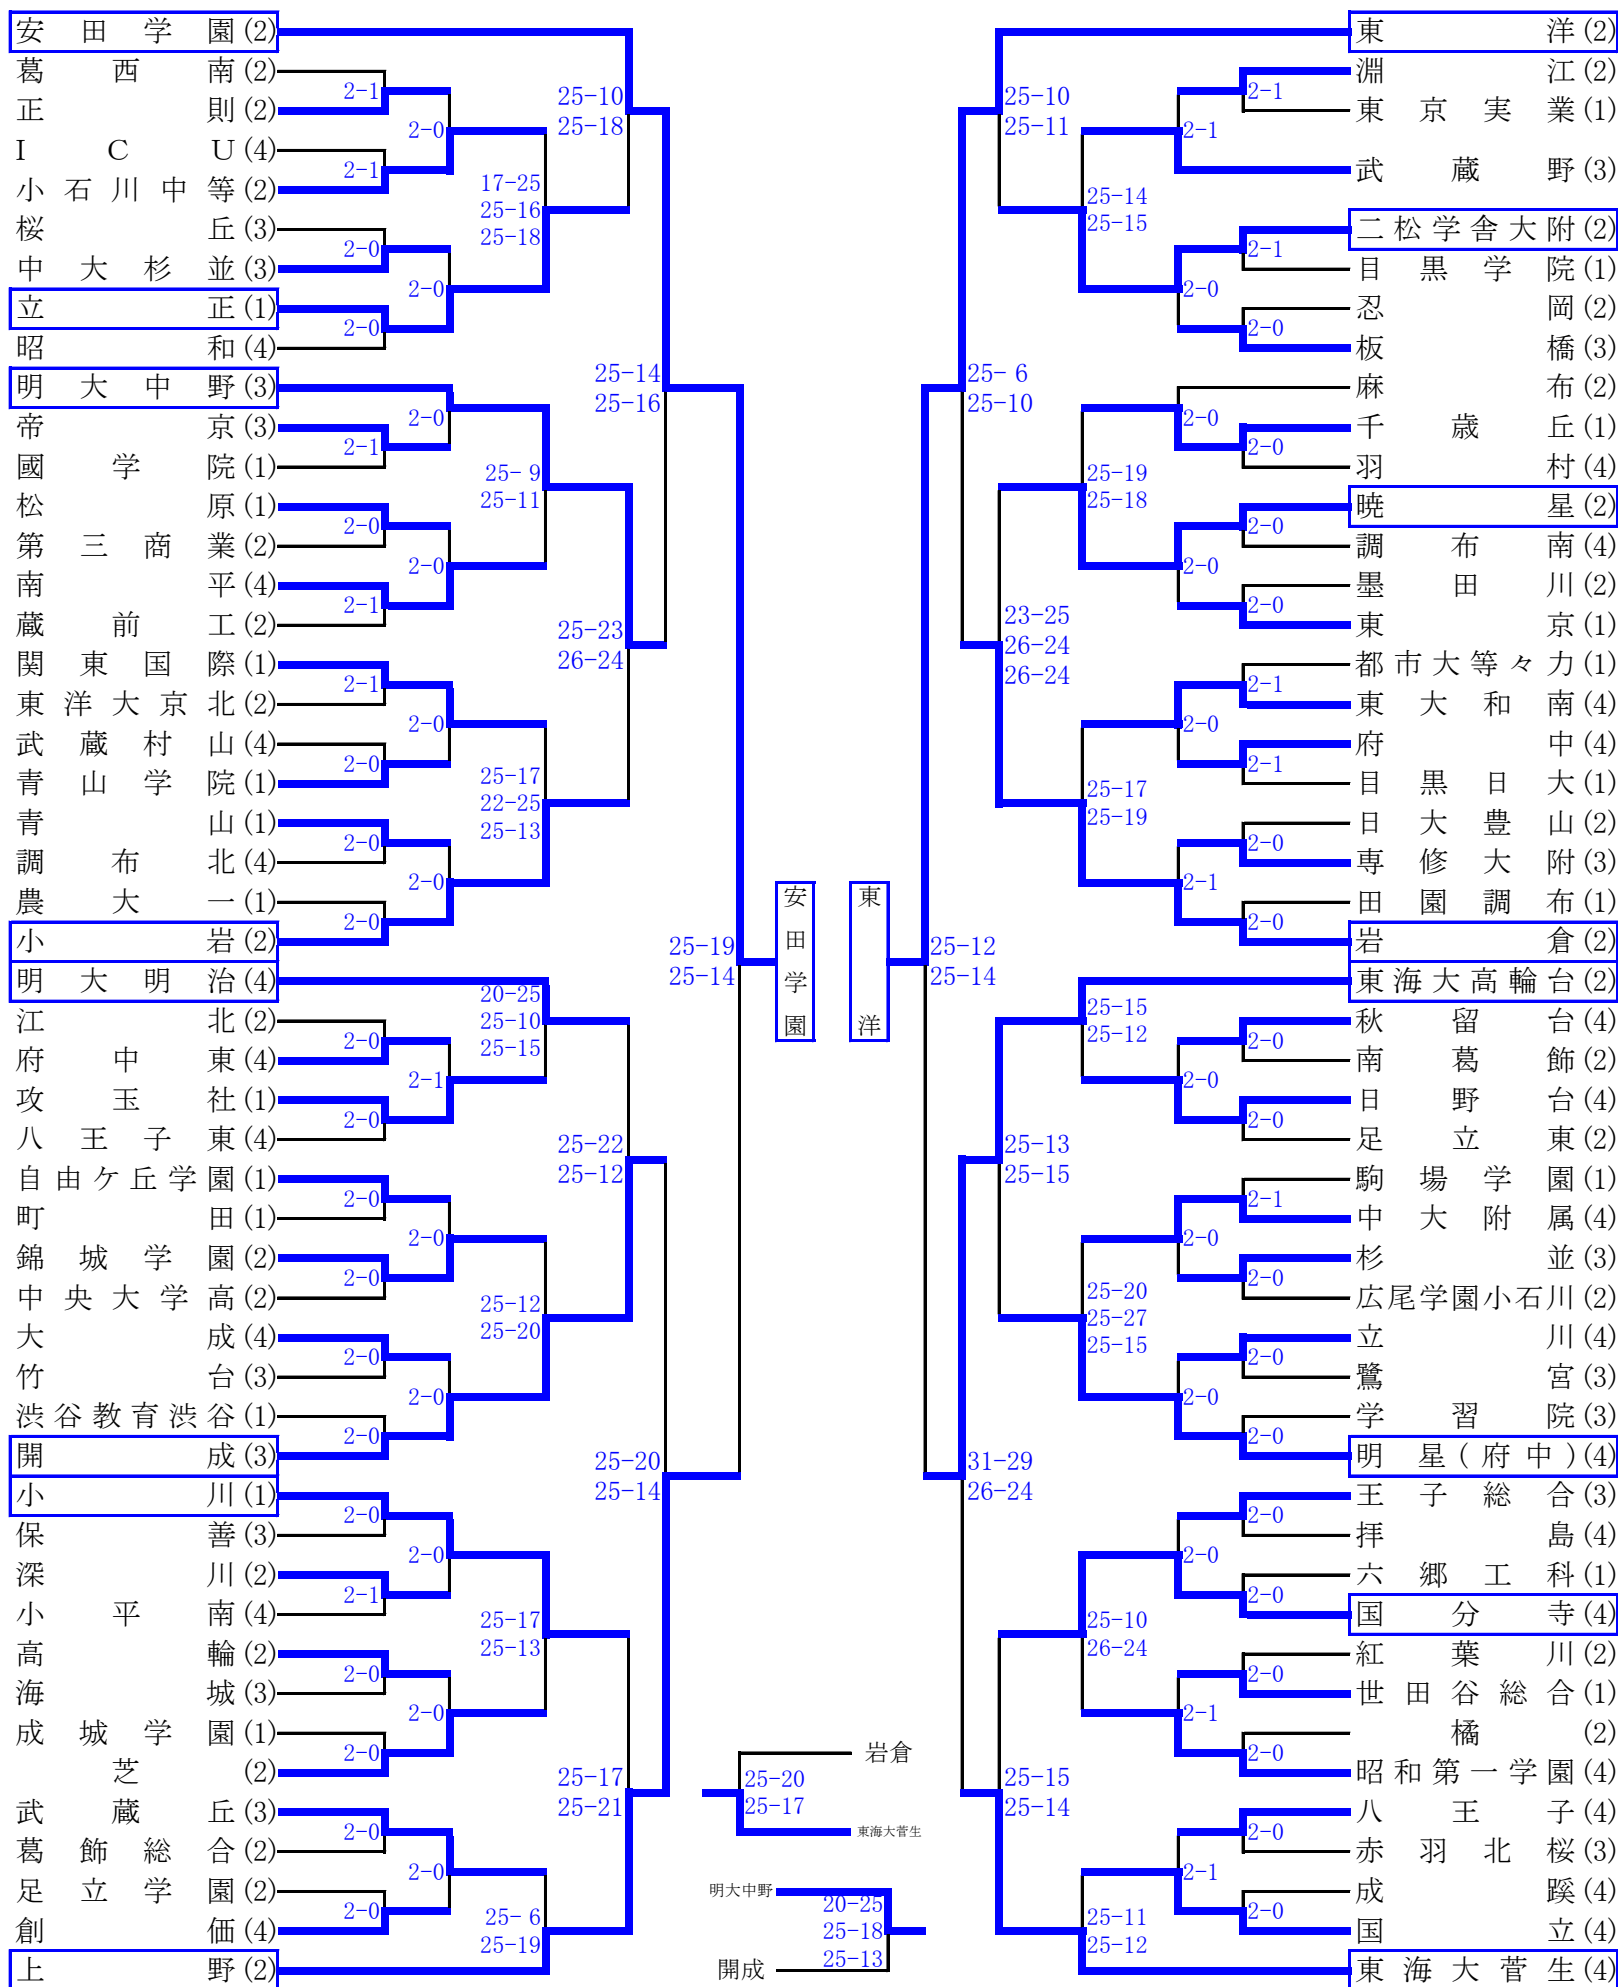 安田学園(2)
葛西南(2)
正則(2)
ICU(4)
小石川中等(2)
桜丘(3)
中大杉並(3)
立正(1)
昭和(4)
明大中野(3)
帝京(3)
國学院(1)
松原(1)
第三商業(2)
南平(4)
蔵前工(2)
関東国際(1)
東洋大京北(2)
武蔵村山(4)
青山学院(1)
青山(1)
調布北(4)
農大一(1)
小岩(2)
明大明治(4)
江北(2)
府中東(4)
攻玉社(1)
八王子東(4)
自由ケ丘学園(1)
町田(1)
錦城学園(2)
中央大学高(2)
大成(4)
竹台(3)
渋谷教育渋谷(1)
開成(3)
小川(1)
保善(3)
深川(2)
小平南(4)
高輪(2)
海城(3)
成城学園(1)
芝(2)
武蔵丘(3)
葛飾総合(2)
足立学園(2)
創価(4)
上野(2)
2-1
2-1
2-0
2-0
2-1
2-0
2-1
2-1
2-0
2-0
2-0
2-0
2-0
2-0
2-0
2-0
2-0
2-0
2-1
2-0
2-0
2-0
2-0
2-0
2-0
2-0
2-0
2-0
2-0
2-1
2-0
2-0
2-0
2-0
2-0
17-25
25-16
25-18
25- 9
25-11
25-17
22-25
25-13
20-25
25-10
25-15
25-12
25-20
25-17
25-13
25- 6
25-19
25-10
25-18
25-23
26-24
25-22
25-12
25-17
25-21
25-14
25-16
25-20
25-14
25-19
25-14
安田学園
東洋
25-12
25-14
25- 6
25-10
31-29
26-24
25-10
25-11
23-25
26-24
26-24
25-13
25-15
25-15
25-14
25-14
25-15
25-19
25-18
25-17
25-19
25-15
25-12
25-20
25-27
25-15
25-10
26-24
25-11
25-12
2-1
2-0
2-0
2-0
2-0
2-1
2-0
2-0
2-0
2-0
2-1
2-1
2-1
2-1
2-0
2-0
2-0
2-0
2-1
2-1
2-0
2-0
2-0
2-0
2-1
2-0
2-0
2-0
2-0
2-0
2-0
2-0
2-0
2-0
東洋(2)
淵江(2)
東京実業(1)
武蔵野(3)
二松学舎大附(2)
目黒学院(1)
忍岡(2)
板橋(3)
麻布(2)
千歳丘(1)
羽村(4)
暁星(2)
調布南(4)
墨田川(2)
東京(1)
都市大等々力(1)
東大和南(4)
府中(4)
目黒日大(1)
日大豊山(2)
専修大附(3)
田園調布(1)
岩倉(2)
東海大高輪台(2)
秋留台(4)
南葛飾(2)
日野台(4)
足立東(2)
駒場学園(1)
中大附属(4)
杉並(3)
広尾学園小石川(2)
立川(4)
鷺宮(3)
学習院(3)
明星(府中)(4)
王子総合(3)
拝島(4)
六郷工科(1)
国分寺(4)
紅葉川(2)
世田谷総合(1)
橘(2)
昭和第一学園(4)
八王子(4)
赤羽北桜(3)
成蹊(4)
国立(4)
東海大菅生(4)
岩倉
25-20
25-17
東海大菅生
明大中野
20-25
25-18
25-13
開成